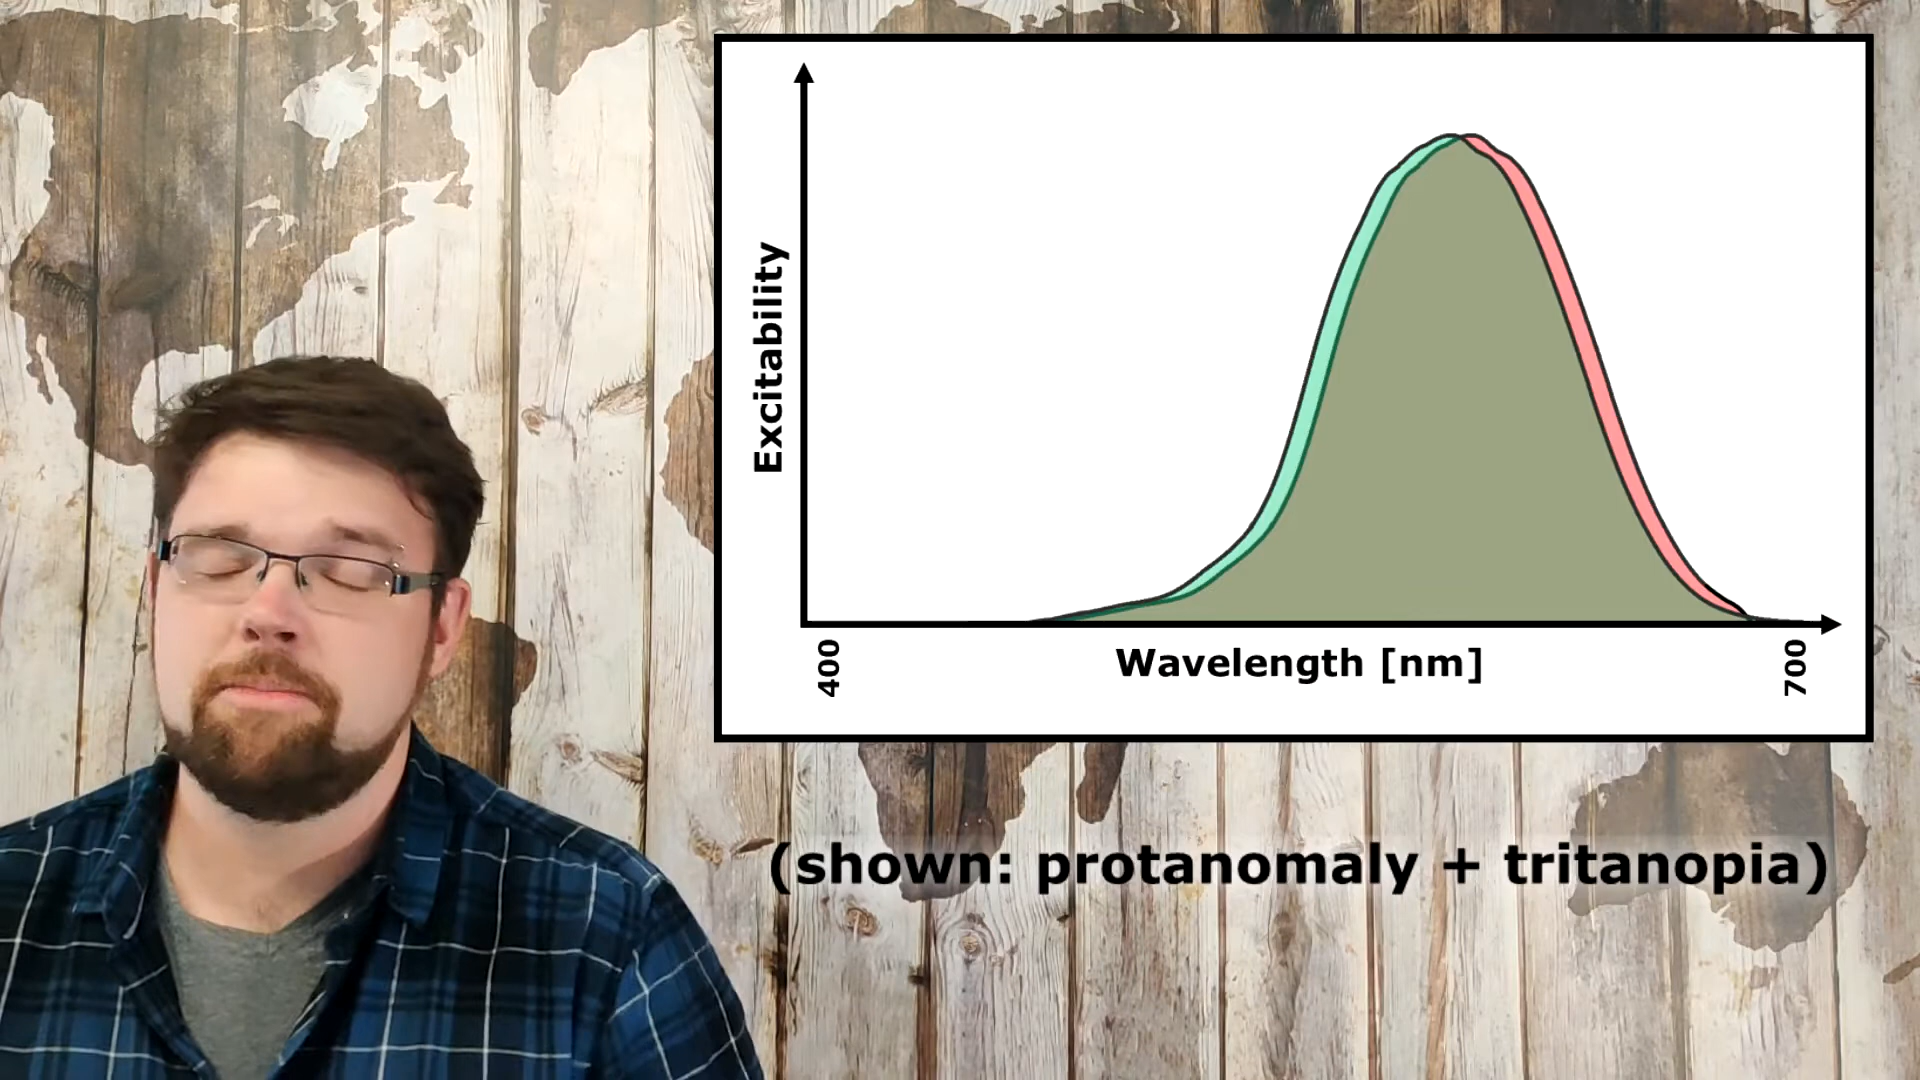 Excitability
400
Wavelength [nm]
700
(shown: protanomaly + tritanopia)